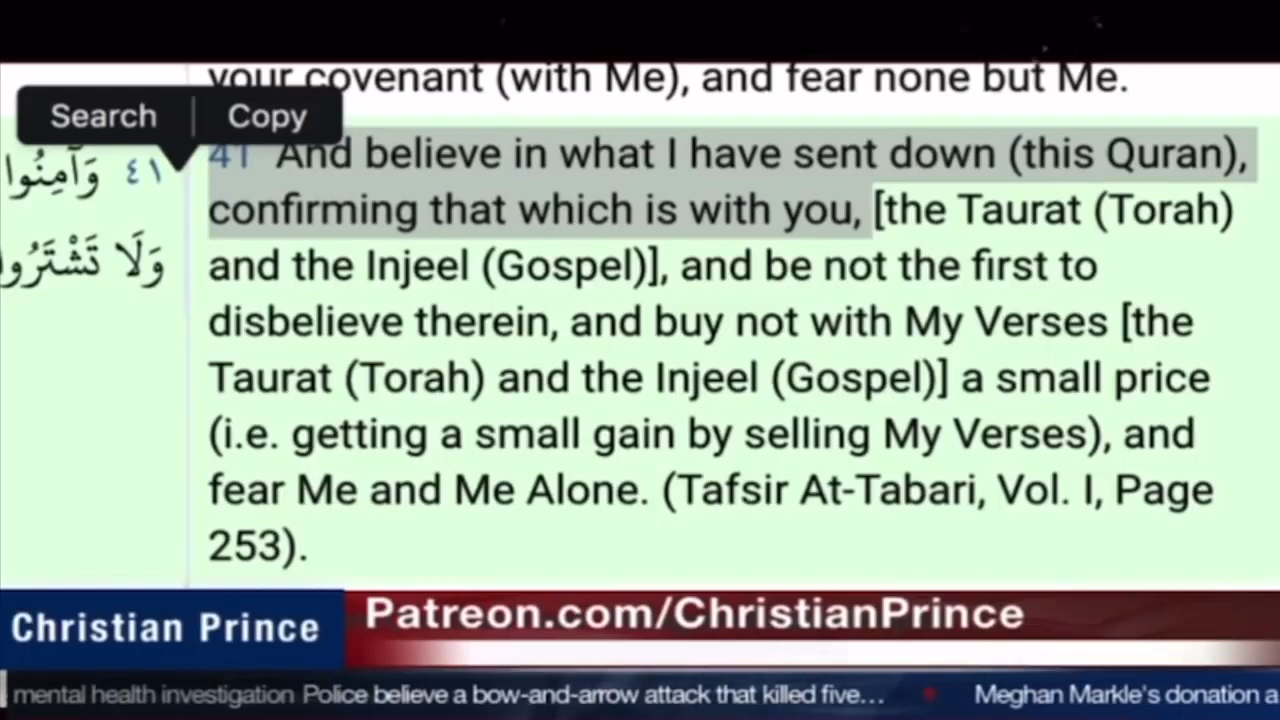 your covenant (with Me), and fear none but Me.
Search
Copy
41 And believe in what I have sent down (this Quran),
confirming that which is with you, [the Taurat (Torah)
and the Injeel (Gospel)], and be not the first to
disbelieve therein, and buy not with My Verses [the
Taurat (Torah) and the Injeel (Gospel)] a small price
(i.e. getting a small gain by selling My Verses), and
fear Me and Me Alone. (Tafsir At-Tabari, Vol. I, Page
253).
٤١ وَآمِنُوا
وَلَا تَشْتَرُوا
Christian Prince
Patreon.com/ChristianPrince
mental health investigation Police believe a bow-and-arrow attack that killed five... Meghan Markle's donation a